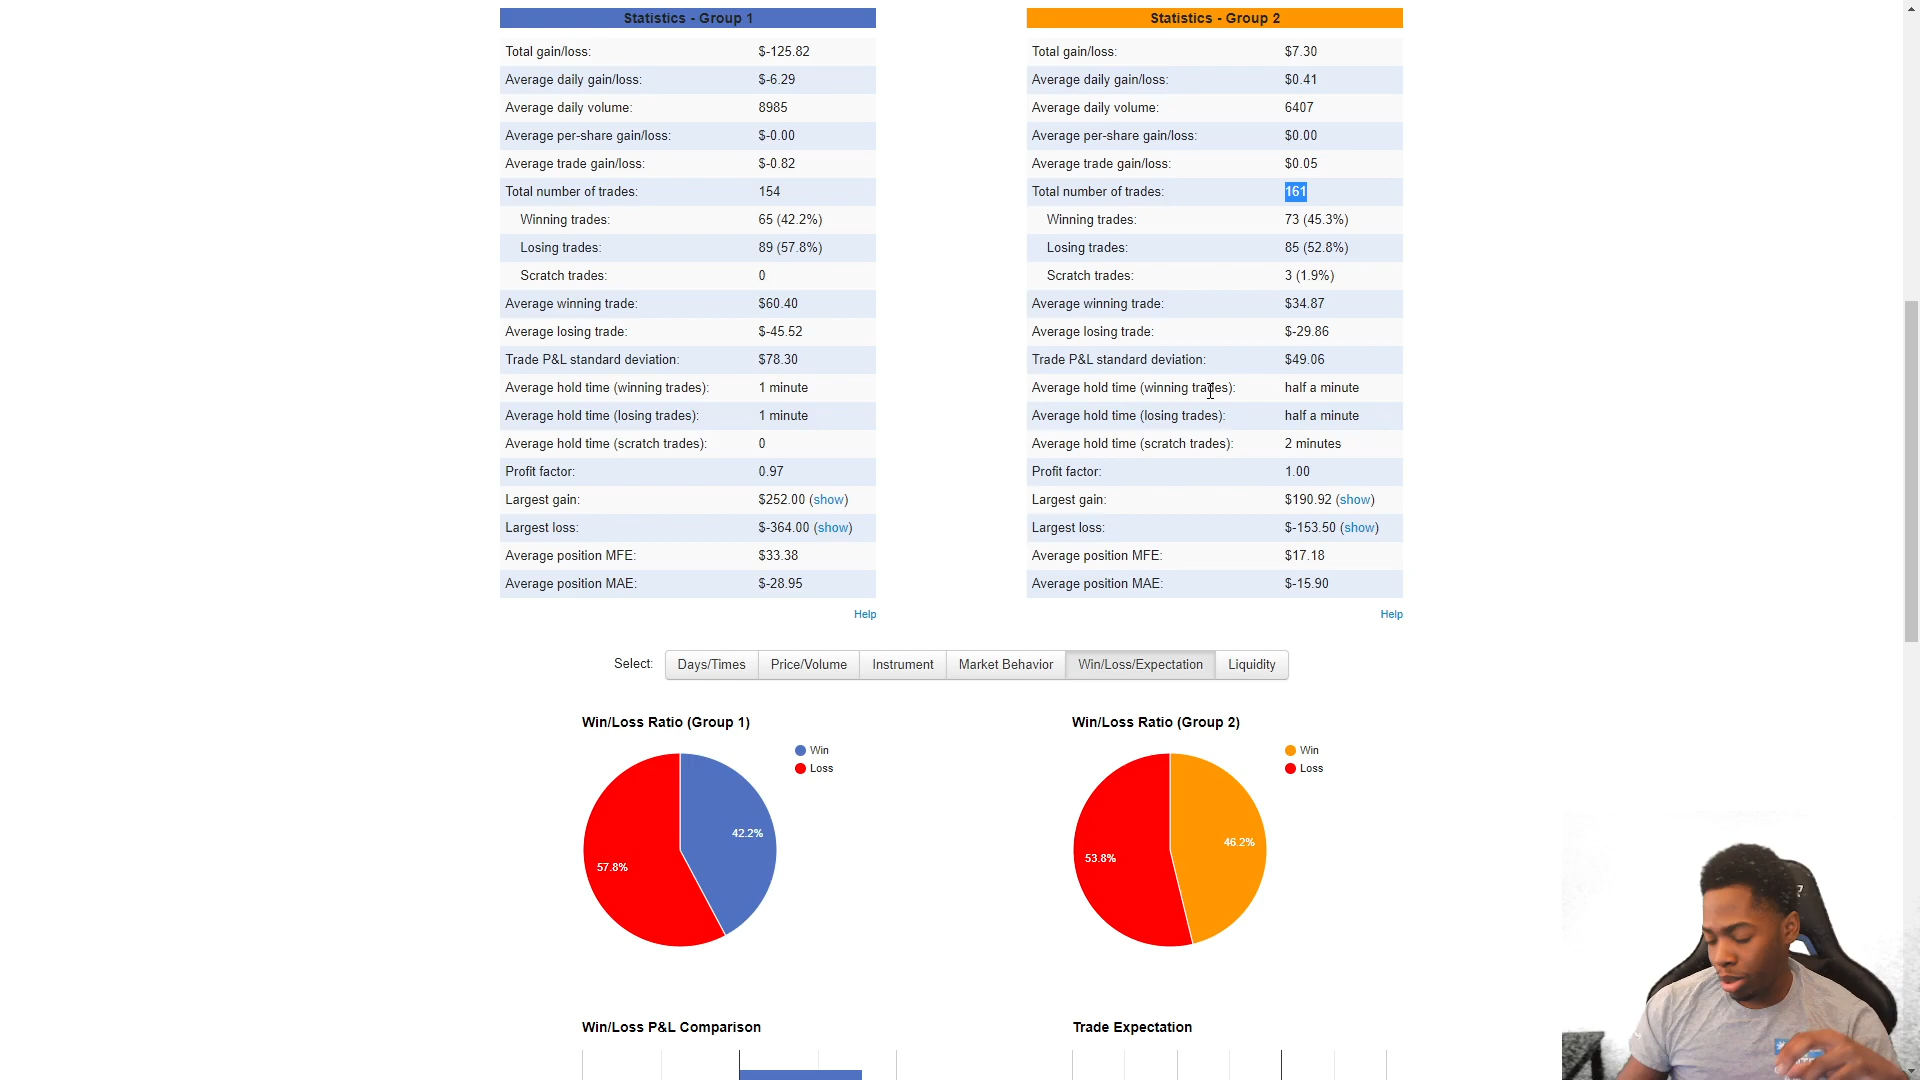 Statistics - Group 1
Total gain/loss: $-125.82
Average daily gain/loss: $-6.29
Average daily volume: 8985
Average per-share gain/loss: $-0.00
Average trade gain/loss: $-0.82
Total number of trades: 154
Winning trades: 65 (42.2%)
Losing trades: 89 (57.8%)
Scratch trades: 0
Average winning trade: $60.40
Average losing trade: $-45.52
Trade P&L standard deviation: $78.30
Average hold time (winning trades): 1 minute
Average hold time (losing trades): 1 minute
Average hold time (scratch trades): 0
Profit factor: 0.97
Largest gain: $252.00 (show)
Largest loss: $-364.00 (show)
Average position MFE: $33.38
Average position MAE: $-28.95
Help
Statistics - Group 2
Total gain/loss: $7.30
Average daily gain/loss: $0.41
Average daily volume: 6407
Average per-share gain/loss: $0.00
Average trade gain/loss: $0.05
Total number of trades: 161
Winning trades: 73 (45.3%)
Losing trades: 85 (52.8%)
Scratch trades: 3 (1.9%)
Average winning trade: $34.87
Average losing trade: $-29.86
Trade P&L standard deviation: $49.06
Average hold time (winning trades): half a minute
Average hold time (losing trades): half a minute
Average hold time (scratch trades): 2 minutes
Profit factor: 1.00
Largest gain: $190.92 (show)
Largest loss: $-153.50 (show)
Average position MFE: $17.18
Average position MAE: $-15.90
Help
Select: Days/Times Price/Volume Instrument Market Behavior Win/Loss/Expectation Liquidity
Win/Loss Ratio (Group 1)
Win
Loss
42.2%
57.8%
Win/Loss Ratio (Group 2)
Win
Loss
46.2%
53.8%
Win/Loss P&L Comparison
Trade Expectation